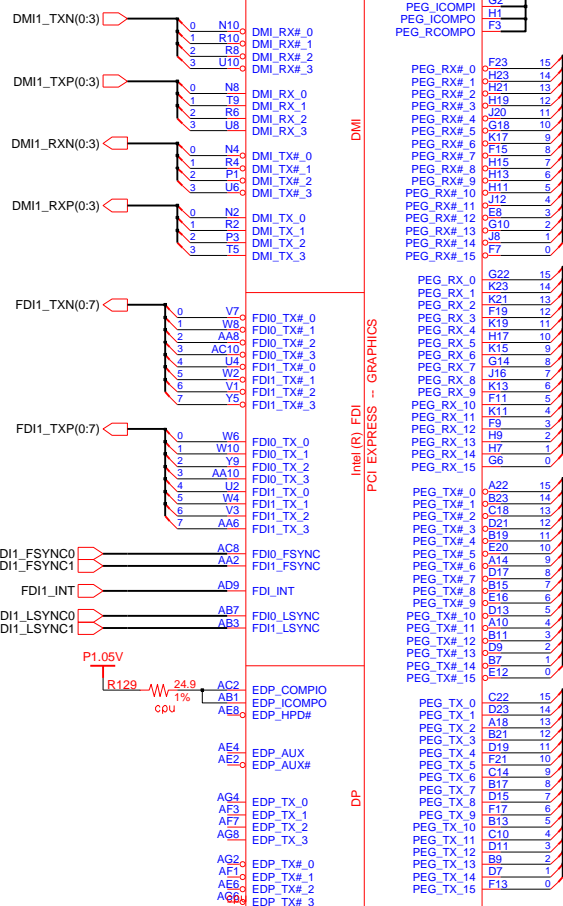 DMI1_TXN(0:3)
0 N10 DMI_RX#_0
1 R10 DMI_RX#_1
2 R8 DMI_RX#_2
3 U10 DMI_RX#_3
DMI1_TXP(0:3)
0 N8 DMI_RX_0
1 T9 DMI_RX_1
2 R6 DMI_RX_2
3 U8 DMI_RX_3
DMI1_RXN(0:3)
0 N4 DMI_TX#_0
1 R4 DMI_TX#_1
2 P1 DMI_TX#_2
3 U6 DMI_TX#_3
DMI1_RXP(0:3)
0 N2 DMI_TX_0
1 R2 DMI_TX_1
2 P3 DMI_TX_2
3 T5 DMI_TX_3
FDI1_TXN(0:7)
0 V7 FDI0_TX#_0
1 W8 FDI0_TX#_1
2 AA8 FDI0_TX#_2
3 AC10 FDI0_TX#_3
4 U4 FDI1_TX#_0
5 W2 FDI1_TX#_1
6 V1 FDI1_TX#_2
7 Y5 FDI1_TX#_3
FDI1_TXP(0:7)
0 W6 FDI0_TX_0
1 W10 FDI0_TX_1
2 Y9 FDI0_TX_2
3 AA10 FDI0_TX_3
4 U2 FDI1_TX_0
5 W4 FDI1_TX_1
6 V3 FDI1_TX_2
7 AA6 FDI1_TX_3
DI1_FSYNC0 AC8 FDI0_FSYNC
DI1_FSYNC1 AA2 FDI1_FSYNC
FDI1_INT AD9 FDI_INT
DI1_LSYNC0 AB7 FDI0_LSYNC
DI1_LSYNC1 AB3 FDI1_LSYNC
P1.05V
R129 24.9 AC2 EDP_COMPIO
1% AB1 EDP_ICOMPO
cpu AE8 EDP_HPD#
AE4 EDP_AUX
AE2 EDP_AUX#
AG4 EDP_TX_0
AF3 EDP_TX_1
AF7 EDP_TX_2
AG8 EDP_TX_3
AG2 EDP_TX#_0
AF1 EDP_TX#_1
AE6 EDP_TX#_2
AG6 EDP_TX#_3
DMI
Intel (R) FDI
PCI EXPRESS -- GRAPHICS
DP
PEG_ICOMPI G2
PEG_ICOMPO H1
PEG_RCOMPO F3
PEG_RX#_0 F23 15
PEG_RX#_1 H23 14
PEG_RX#_2 H21 13
PEG_RX#_3 H19 12
PEG_RX#_4 J20 11
PEG_RX#_5 G18 10
PEG_RX#_6 K17 9
PEG_RX#_7 F15 8
PEG_RX#_8 H15 7
PEG_RX#_9 H13 6
PEG_RX#_10 H11 5
PEG_RX#_11 J12 4
PEG_RX#_12 E8 3
PEG_RX#_13 G10 2
PEG_RX#_14 J8 1
PEG_RX#_15 F7 0
PEG_RX_0 G22 15
PEG_RX_1 K23 14
PEG_RX_2 K21 13
PEG_RX_3 F19 12
PEG_RX_4 K19 11
PEG_RX_5 H17 10
PEG_RX_6 K15 9
PEG_RX_7 G14 8
PEG_RX_8 J16 7
PEG_RX_9 K13 6
PEG_RX_10 F11 5
PEG_RX_11 K11 4
PEG_RX_12 F9 3
PEG_RX_13 H9 2
PEG_RX_14 H7 1
PEG_RX_15 G6 0
PEG_TX#_0 A22 15
PEG_TX#_1 B23 14
PEG_TX#_2 C18 13
PEG_TX#_3 D21 12
PEG_TX#_4 B19 11
PEG_TX#_5 E20 10
PEG_TX#_6 A14 9
PEG_TX#_7 D17 8
PEG_TX#_8 B15 7
PEG_TX#_9 E16 6
PEG_TX#_10 D13 5
PEG_TX#_11 A10 4
PEG_TX#_12 B11 3
PEG_TX#_13 D9 2
PEG_TX#_14 B7 1
PEG_TX#_15 E12 0
PEG_TX_0 C22 15
PEG_TX_1 D23 14
PEG_TX_2 A18 13
PEG_TX_3 B21 12
PEG_TX_4 D19 11
PEG_TX_5 F21 10
PEG_TX_6 C14 9
PEG_TX_7 B17 8
PEG_TX_8 D15 7
PEG_TX_9 F17 6
PEG_TX_10 B13 5
PEG_TX_11 C10 4
PEG_TX_12 D11 3
PEG_TX_13 B9 2
PEG_TX_14 D7 1
PEG_TX_15 F13 0